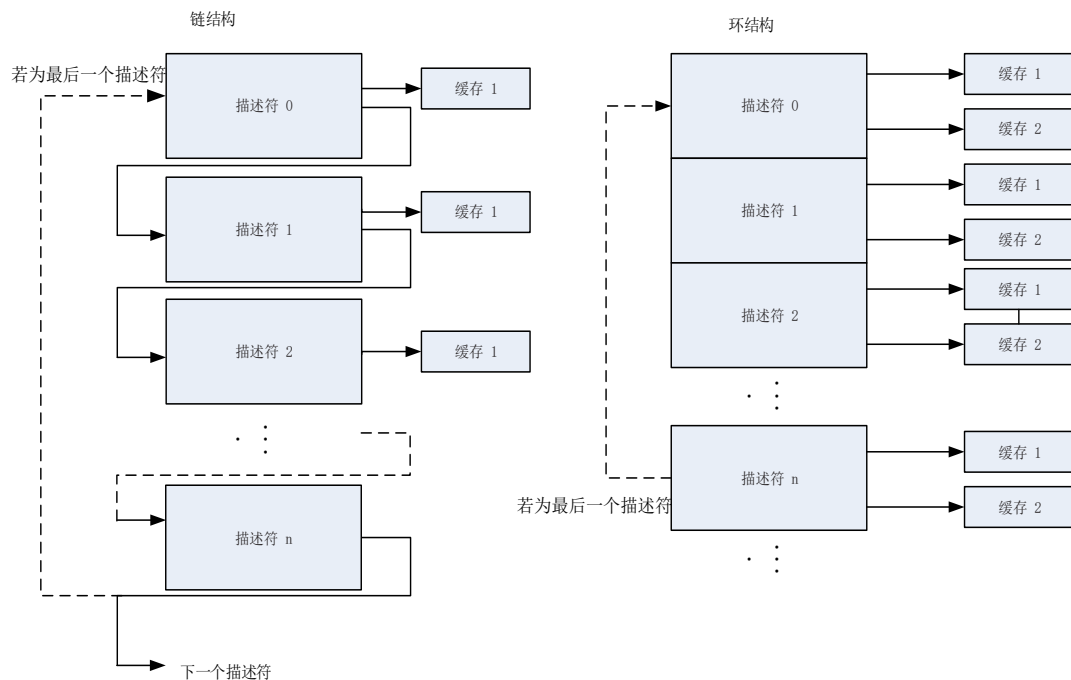 链结构
若为最后一个描述符
描述符 0
缓存 1
描述符 1
缓存 1
描述符 2
缓存 1
描述符 n
下一个描述符
环结构
描述符 0
缓存 1
缓存 2
描述符 1
缓存 1
缓存 2
描述符 2
缓存 1
缓存 2
描述符 n
缓存 1
缓存 2
若为最后一个描述符